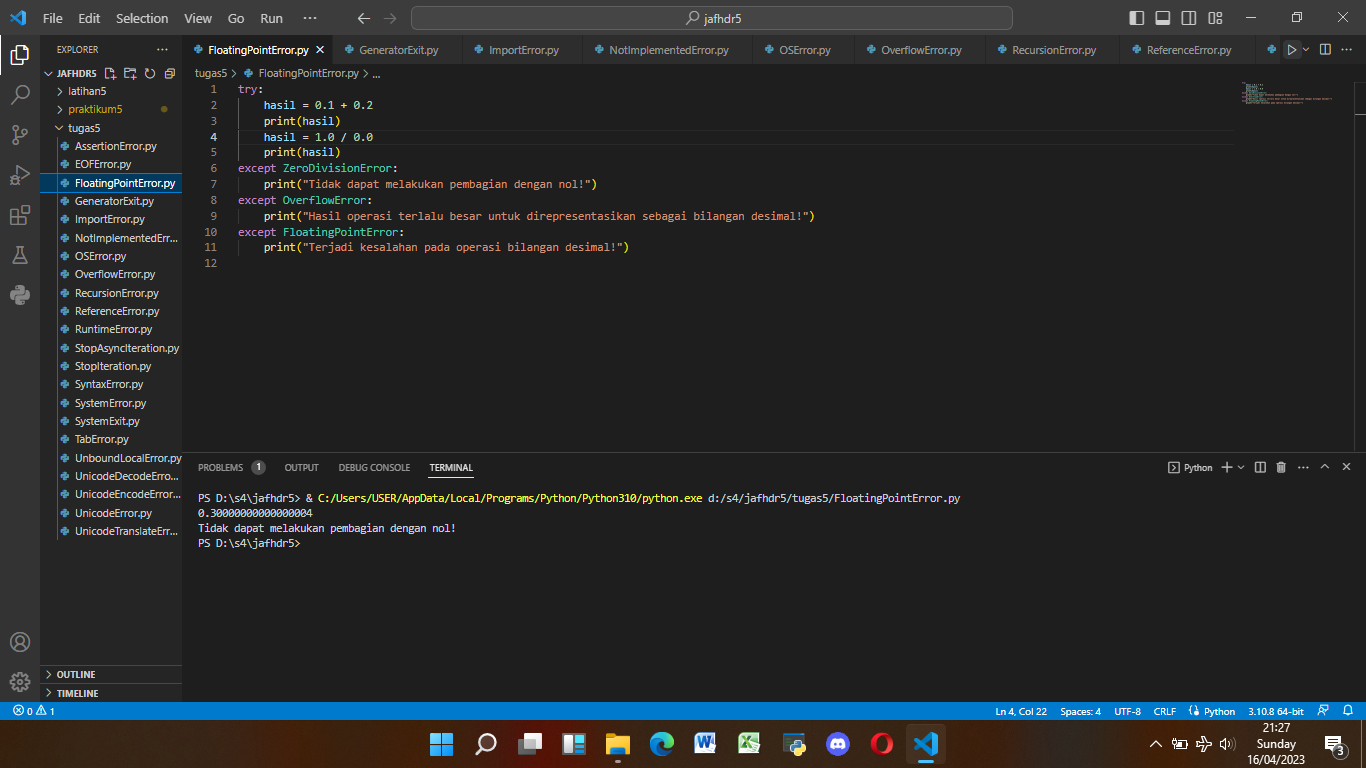 File Edit Selection View Go Run ··· jafhdr5
EXPLORER ···
FloatingPointError.py GeneratorExit.py ImportError.py NotImplementedError.py OSError.py OverflowError.py RecursionError.py ReferenceError.py
tugas5 > FloatingPointError.py > ...
JAFHDR5
latihan5
praktikum5
tugas5
AssertionError.py
EOFError.py
FloatingPointError.py
GeneratorExit.py
ImportError.py
NotImplementedErr...
OSError.py
OverflowError.py
RecursionError.py
ReferenceError.py
RuntimeError.py
StopAsyncIteration.py
StopIteration.py
SyntaxError.py
SystemError.py
SystemExit.py
TabError.py
UnboundLocalError.py
UnicodeDecodeErro...
UnicodeEncodeError...
UnicodeError.py
UnicodeTranslateErr...
OUTLINE
TIMELINE
1 try:
2 hasil = 0.1 + 0.2
3 print(hasil)
4 hasil = 1.0 / 0.0
5 print(hasil)
6 except ZeroDivisionError:
7 print("Tidak dapat melakukan pembagian dengan nol!")
8 except OverflowError:
9 print("Hasil operasi terlalu besar untuk direpresentasikan sebagai bilangan desimal!")
10 except FloatingPointError:
11 print("Terjadi kesalahan pada operasi bilangan desimal!")
12
PROBLEMS 1 OUTPUT DEBUG CONSOLE TERMINAL Python
PS D:\s4\jafhdr5> & C:/Users/USER/AppData/Local/Programs/Python/Python310/python.exe d:/s4/jafhdr5/tugas5/FloatingPointError.py
0.30000000000000004
Tidak dapat melakukan pembagian dengan nol!
PS D:\s4\jafhdr5>
0 1 Ln 4, Col 22 Spaces: 4 UTF-8 CRLF Python 3.10.8 64-bit
21:27
Sunday
16/04/2023
3